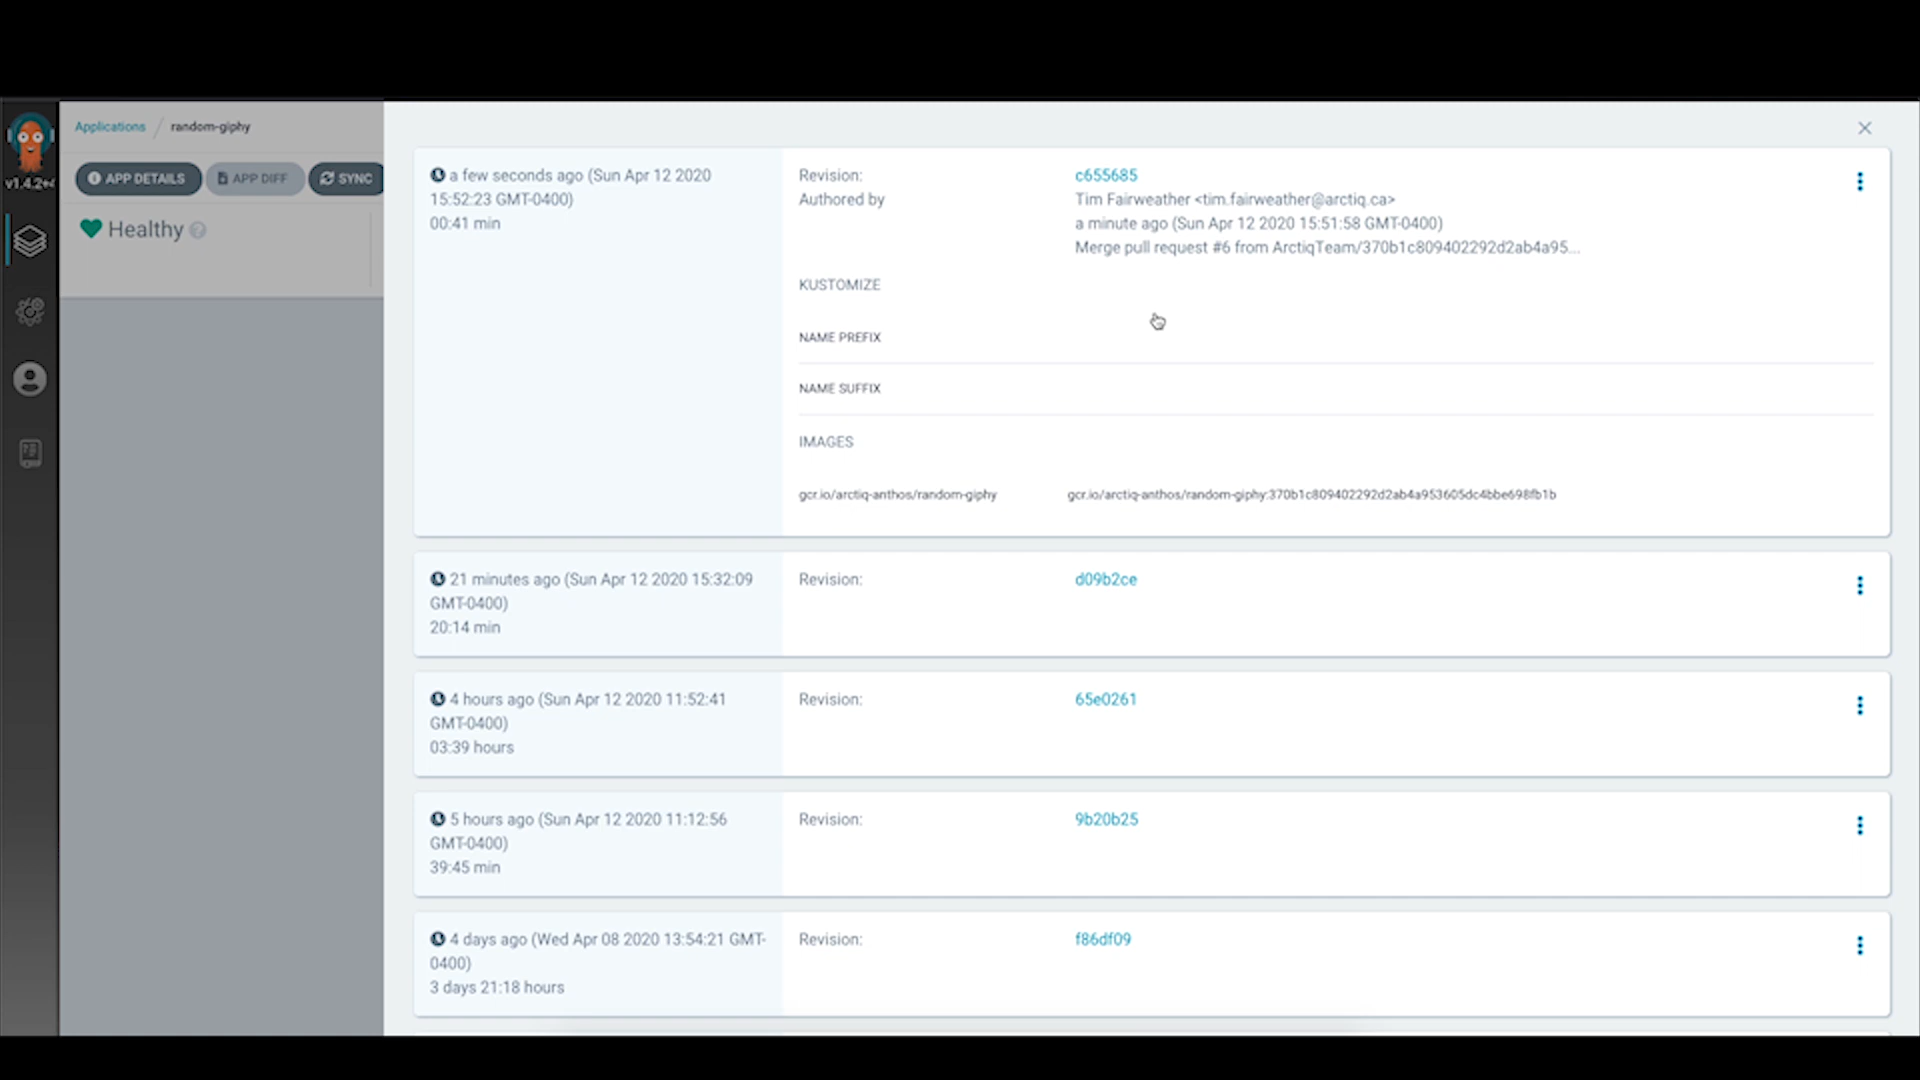 v1.4.2+
Applications / random-giphy
APP DETAILS
APP DIFF
SYNC
Healthy
a few seconds ago (Sun Apr 12 2020
15:52:23 GMT-0400)
00:41 min
Revision: c655685
Authored by Tim Fairweather <tim.fairweather@arctiq.ca>
a minute ago (Sun Apr 12 2020 15:51:58 GMT-0400)
Merge pull request #6 from ArctiqTeam/370b1c809402292d2ab4a95...
KUSTOMIZE
NAME PREFIX
NAME SUFFIX
IMAGES
gcr.io/arctiq-anthos/random-giphy gcr.io/arctiq-anthos/random-giphy:370b1c809402292d2ab4a953605dc4bbe698fb1b
21 minutes ago (Sun Apr 12 2020 15:32:09
GMT-0400)
20:14 min
Revision: d09b2ce
4 hours ago (Sun Apr 12 2020 11:52:41
GMT-0400)
03:39 hours
Revision: 65e0261
5 hours ago (Sun Apr 12 2020 11:12:56
GMT-0400)
39:45 min
Revision: 9b20b25
4 days ago (Wed Apr 08 2020 13:54:21 GMT-
0400)
3 days 21:18 hours
Revision: f86df09